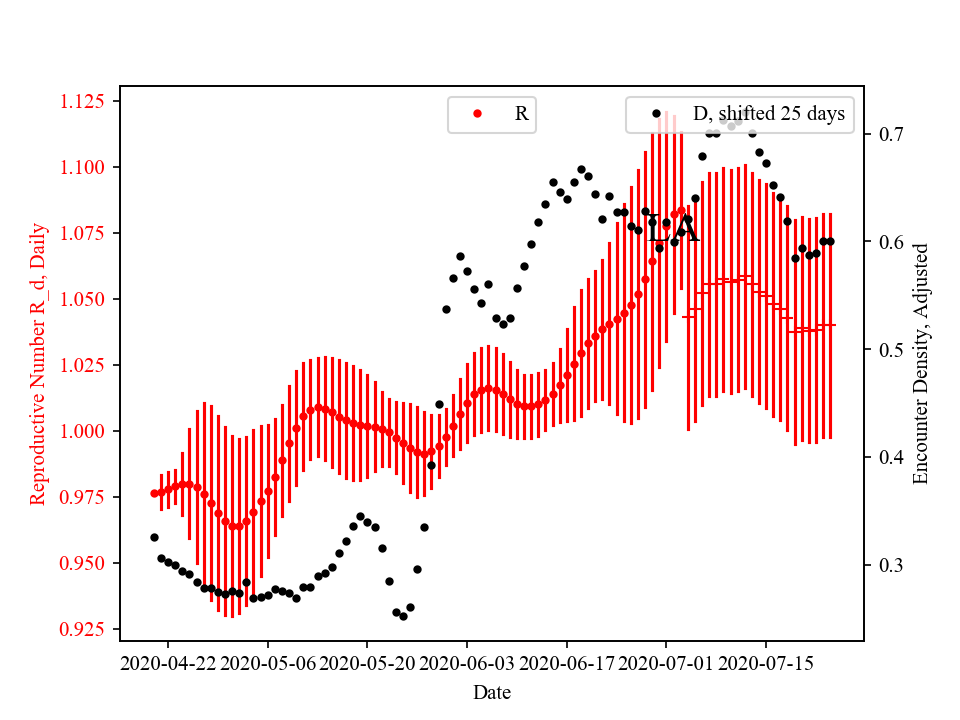 R
D, shifted 25 days
LA
Reproductive Number R_d, Daily
1.125
1.100
1.075
1.050
1.025
1.000
0.975
0.950
0.925
Encounter Density, Adjusted
0.7
0.6
0.5
0.4
0.3
2020-04-22 2020-05-06 2020-05-20 2020-06-03 2020-06-17 2020-07-01 2020-07-15
Date